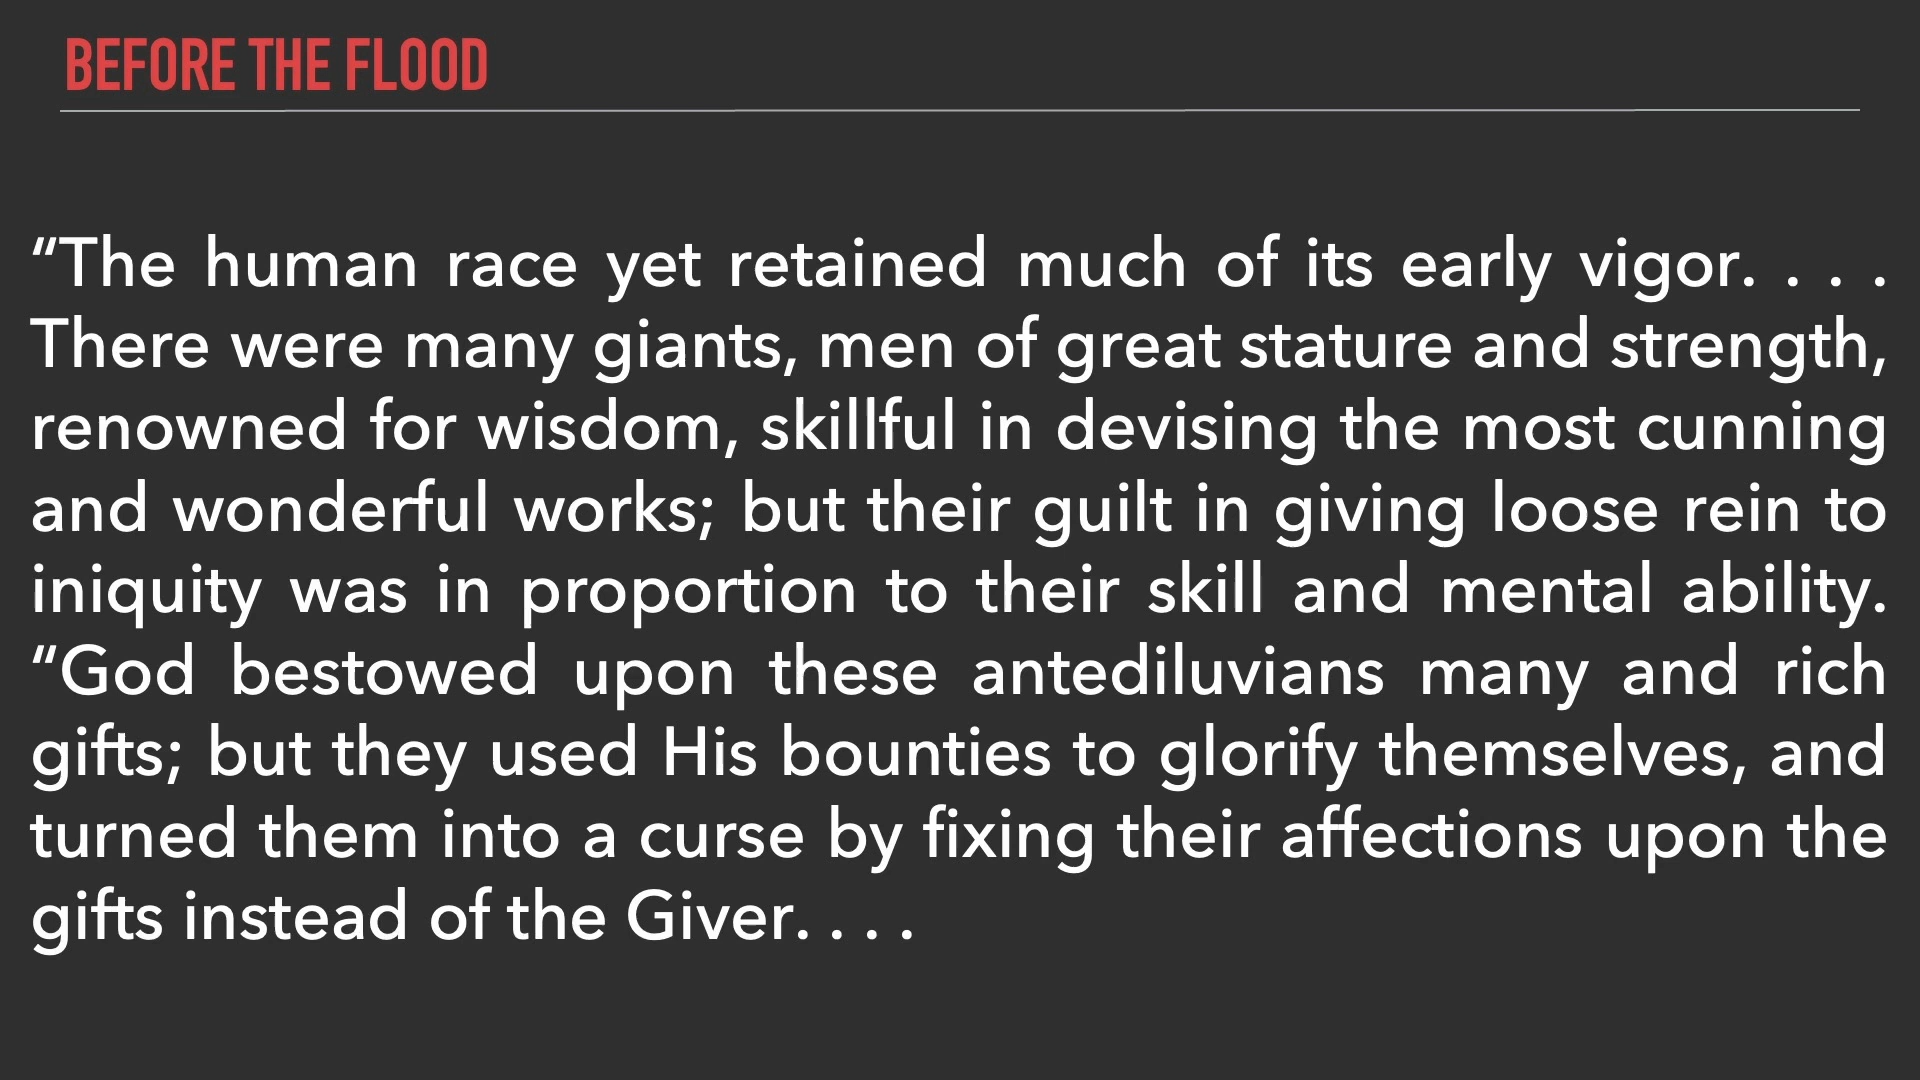 BEFORE THE FLOOD
“The human race yet retained much of its early vigor. . . .
There were many giants, men of great stature and strength,
renowned for wisdom, skillful in devising the most cunning
and wonderful works; but their guilt in giving loose rein to
iniquity was in proportion to their skill and mental ability.
“God bestowed upon these antediluvians many and rich
gifts; but they used His bounties to glorify themselves, and
turned them into a curse by fixing their affections upon the
gifts instead of the Giver. . . .